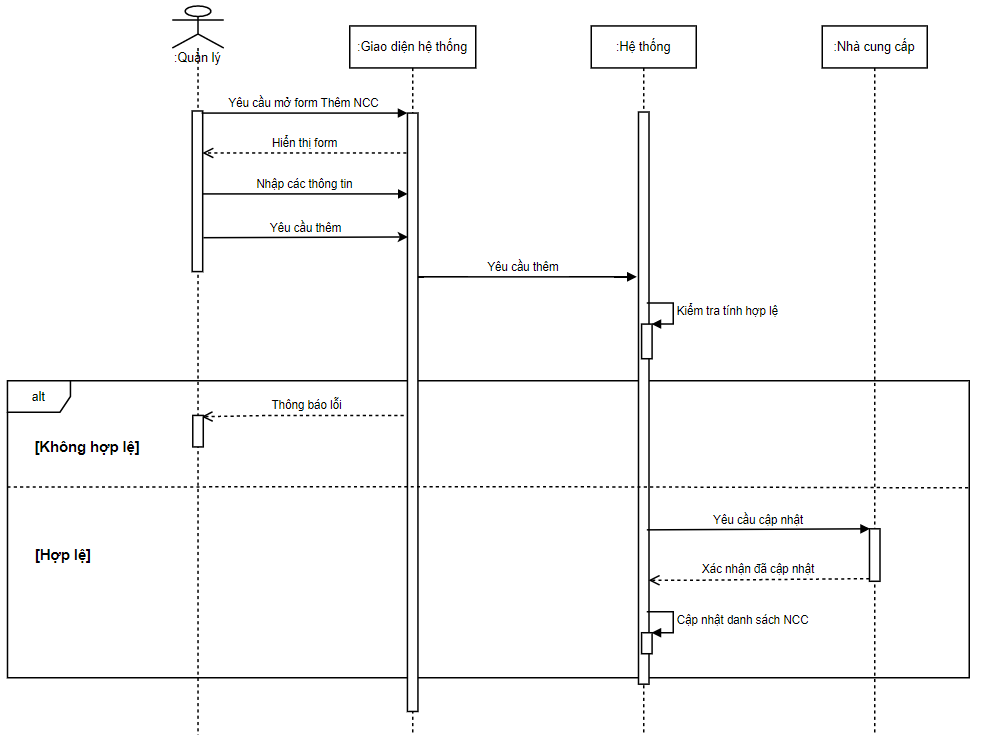 :Quản lý
:Giao diện hệ thống
:Hệ thống
:Nhà cung cấp
Yêu cầu mở form Thêm NCC
Hiển thị form
Nhập các thông tin
Yêu cầu thêm
Yêu cầu thêm
Kiểm tra tính hợp lệ
alt
Thông báo lỗi
[Không hợp lệ]
Yêu cầu cập nhật
[Hợp lệ]
Xác nhận đã cập nhật
Cập nhật danh sách NCC